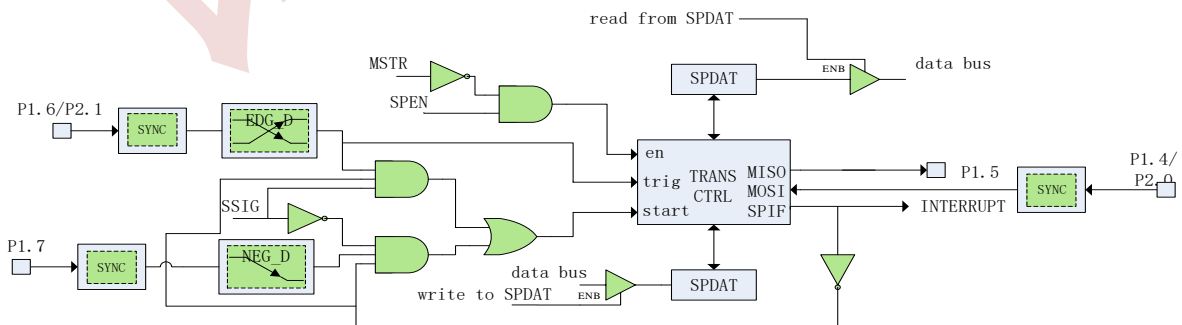 read from SPDAT
MSTR
ENB
data bus
SPDAT
SPEN
P1.6/P2.1
EDG_D
SYNC
en
P1.4/
P2.0
trig
TRANS
CTRL
MISO
P1.5
MOSI
SYNC
SSIG
start
SPIF
INTERRUPT
P1.7
NEG_D
SYNC
data bus
SPDAT
write to SPDAT
ENB